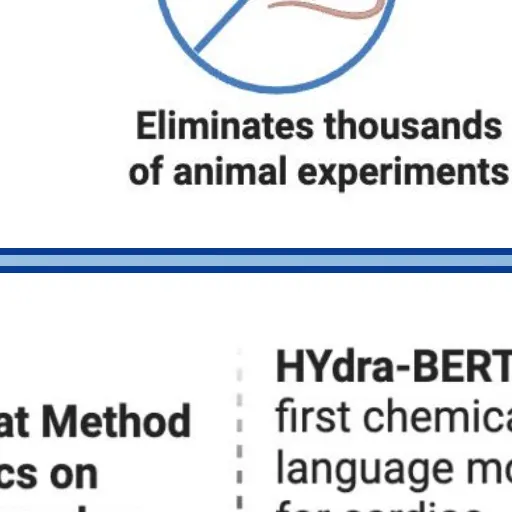 Eliminates thousands
of animal experiments
at Method
cs on
HYdra-BERT
first chemica
language mo